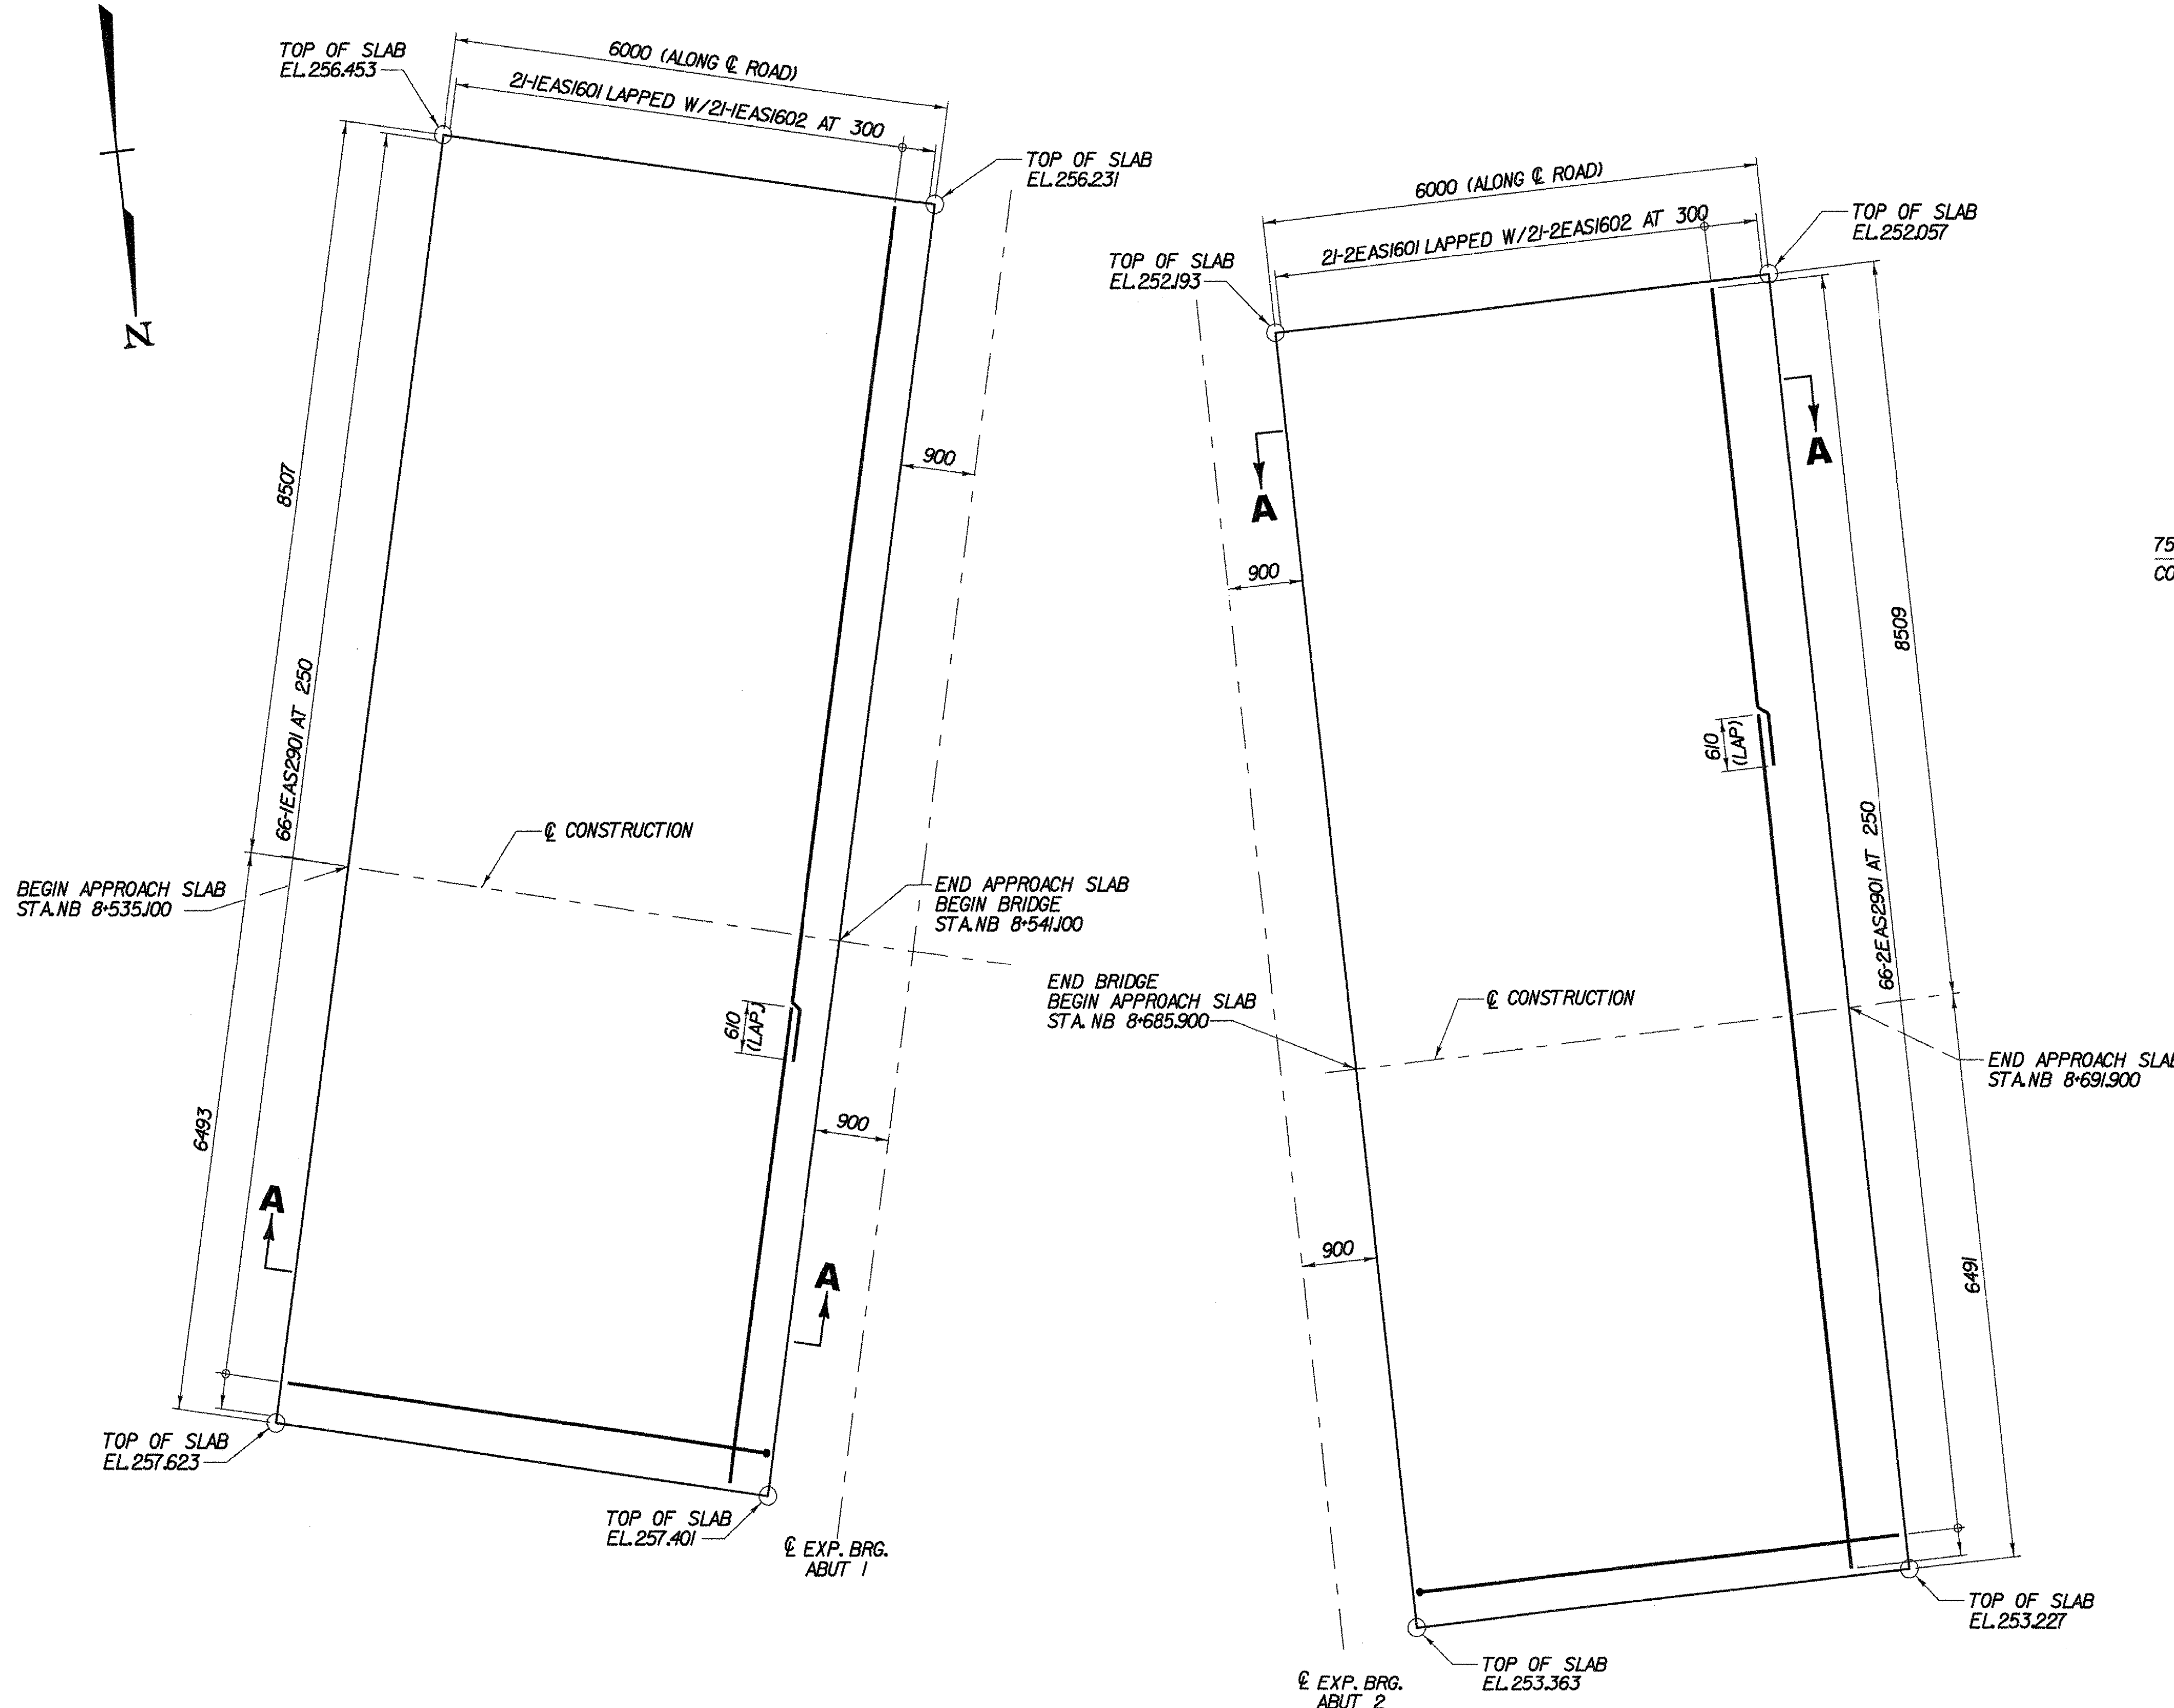 TOP OF SLAB
EL.256.453
6000 (ALONG ℄ ROAD)
21-1EAS1601 LAPPED W/21-1EAS1602 AT 300
TOP OF SLAB
EL.256.231
N
8507
66-1EAS2901 AT 250
900
℄ CONSTRUCTION
BEGIN APPROACH SLAB
STA.NB 8+535.100
END APPROACH SLAB
BEGIN BRIDGE
STA.NB 8+541.100
610
(LAP)
6493
900
A
A
TOP OF SLAB
EL.257.623
TOP OF SLAB
EL.257.401
℄ EXP. BRG.
ABUT 1
6000 (ALONG ℄ ROAD)
21-2EAS1601 LAPPED W/21-2EAS1602 AT 300
TOP OF SLAB
EL.252.057
TOP OF SLAB
EL.252.193
A
A
900
8509
610
(LAP)
66-2EAS2901 AT 250
END BRIDGE
BEGIN APPROACH SLAB
STA. NB 8+685.900
℄ CONSTRUCTION
END APPROACH SLAB
STA.NB 8+691.900
900
6491
TOP OF SLAB
EL.253.227
TOP OF SLAB
EL.253.363
℄ EXP. BRG.
ABUT 2
75
CO